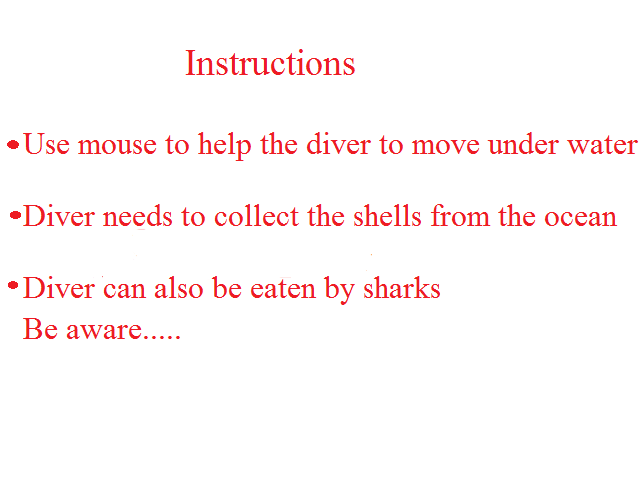 Instructions
•Use mouse to help the diver to move under water
•Diver needs to collect the shells from the ocean
•Diver can also be eaten by sharks
Be aware.....